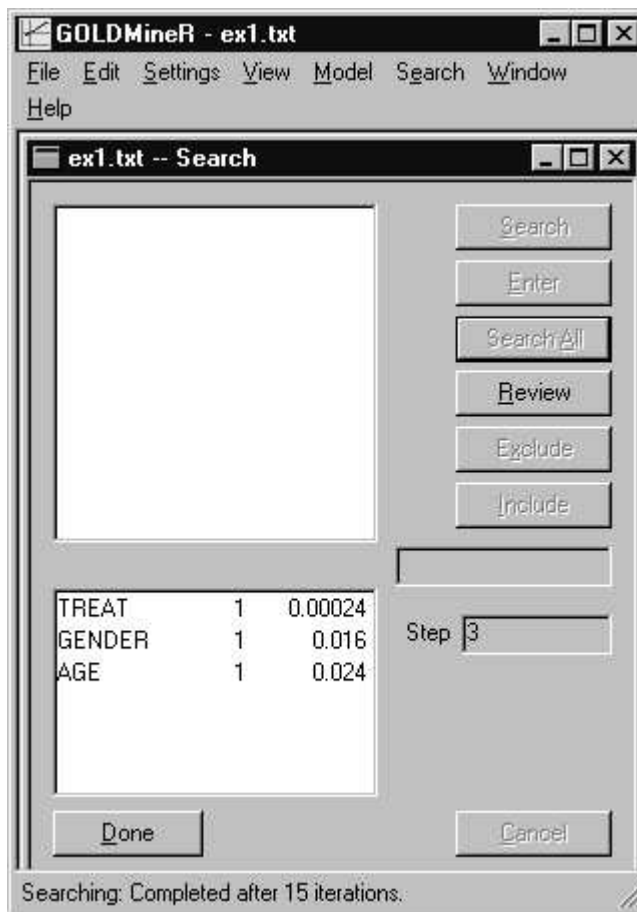 GOLDMineR - ex1.txt
File Edit Settings View Model Search Window
Help
ex1.txt -- Search
Search
Enter
Search All
Review
Exclude
Include
TREAT 1 0.00024
GENDER 1 0.016
AGE 1 0.024
Step 3
Done
Cancel
Searching: Completed after 15 iterations.